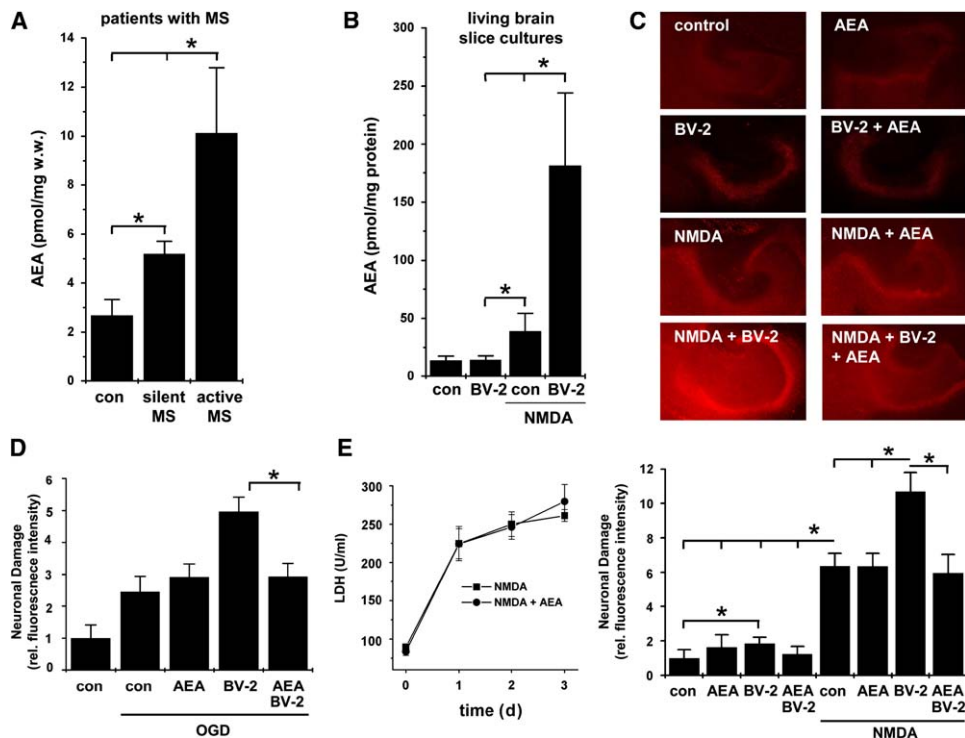 A
patients with MS
AEA (pmol/mg w.w.)
14
12
10
8
6
4
2
0
*
*
con
silent
MS
active
MS
B
living brain
slice cultures
AEA (pmol/mg protein)
300
250
200
150
100
50
0
*
*
con
BV-2
con
BV-2
NMDA
C
control
AEA
BV-2
BV-2 + AEA
NMDA
NMDA + AEA
NMDA + BV-2
NMDA + BV-2
+ AEA
D
Neuronal Damage
(rel. fluorescnece intensity)
6
5
4
3
2
1
0
*
con
con
AEA
BV-2
AEA
BV-2
OGD
E
LDH (U/ml)
300
250
200
150
100
NMDA
NMDA + AEA
0
1
2
3
time (d)
Neuronal Damage
(rel. fluorescence intensity)
12
10
8
6
4
2
0
*
*
*
*
con
AEA
BV-2
AEA
BV-2
con
AEA
BV-2
AEA
BV-2
NMDA